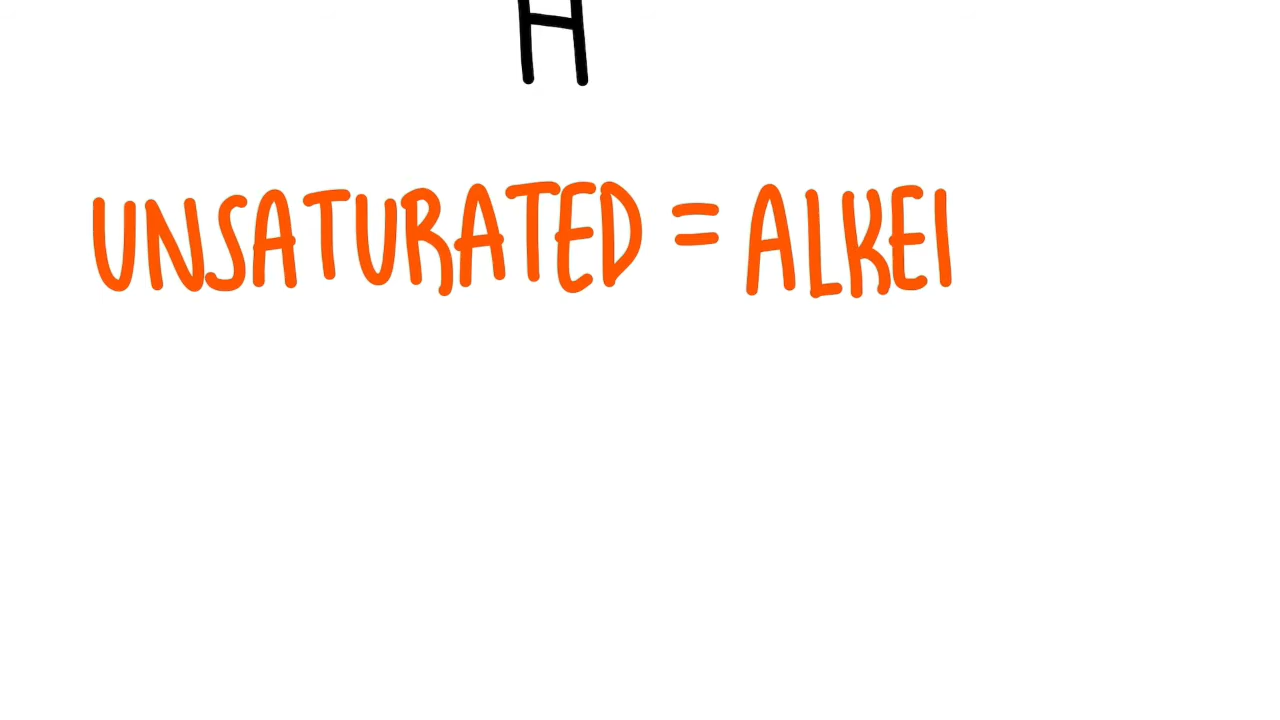 H
UNSATURATED = ALKEI